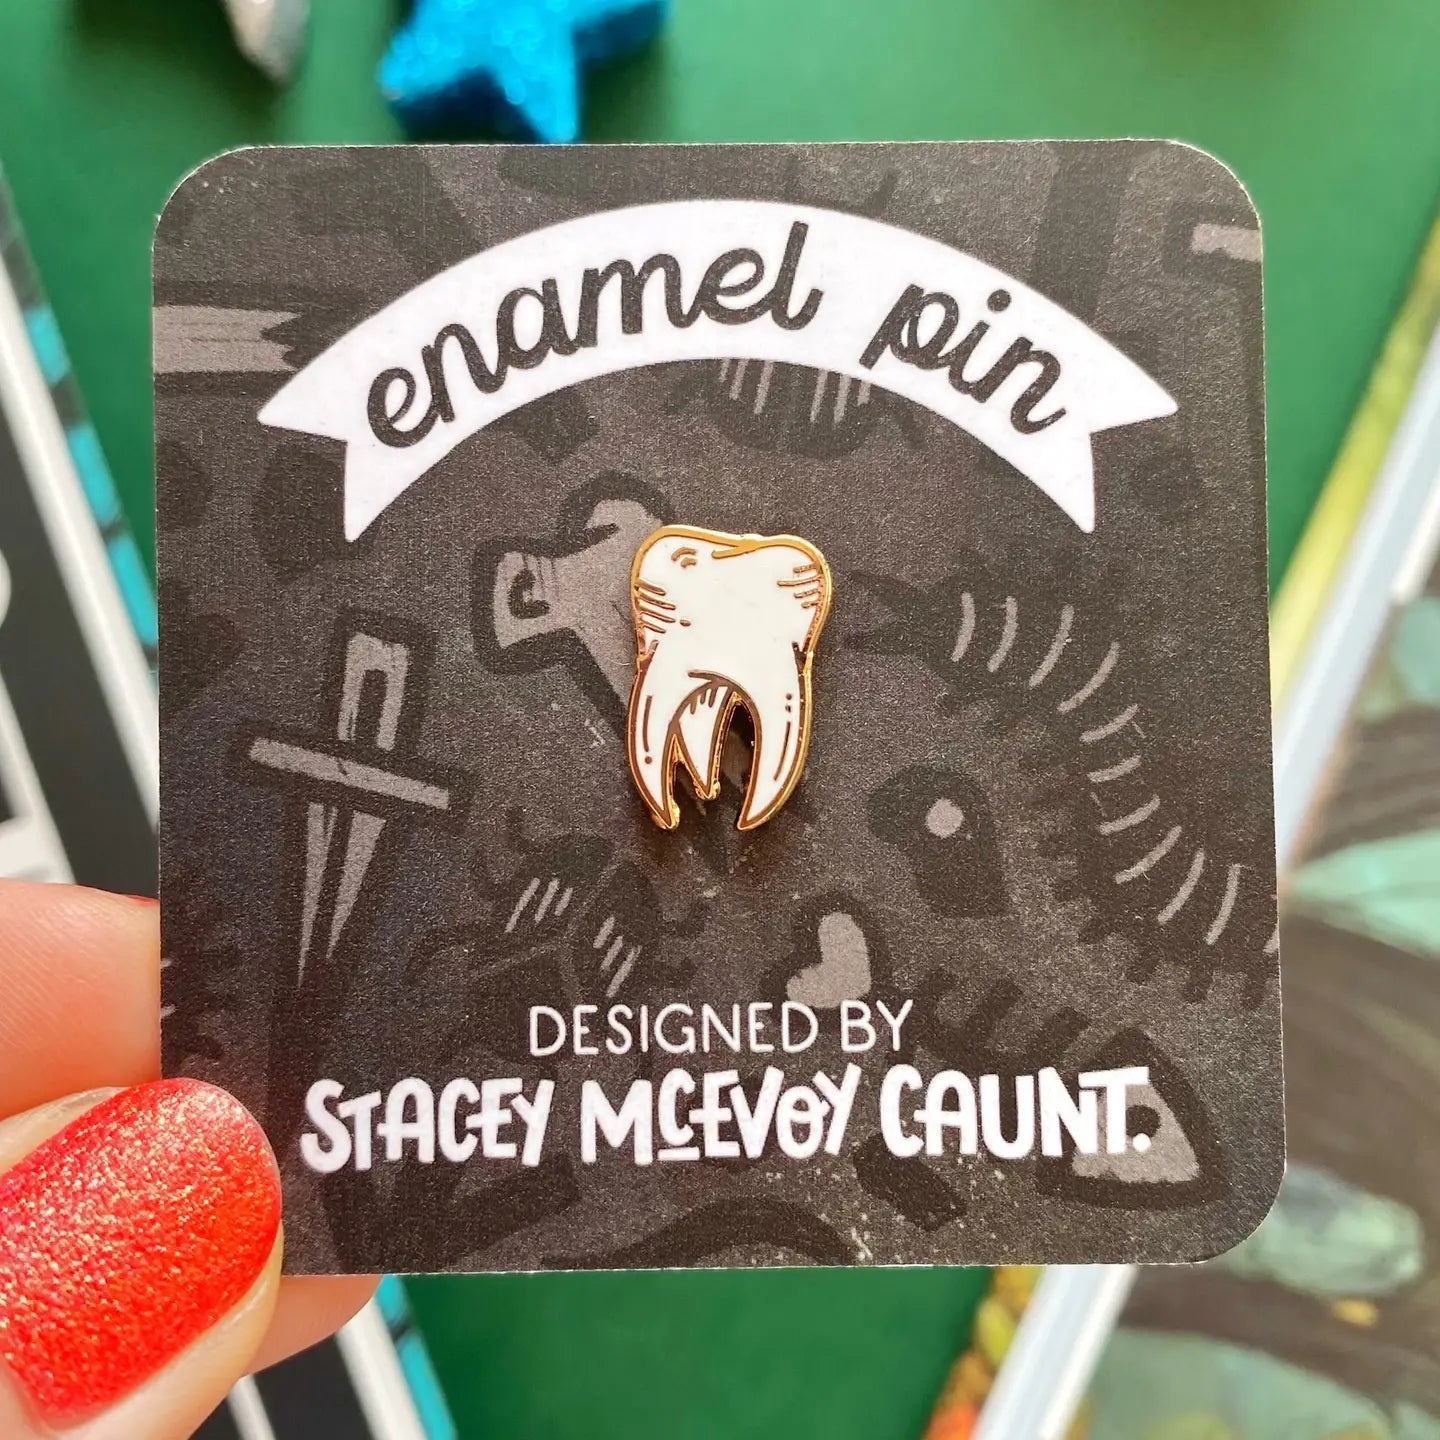 enamel pin
DESIGNED BY
STACEY McEVOY CAUNT.